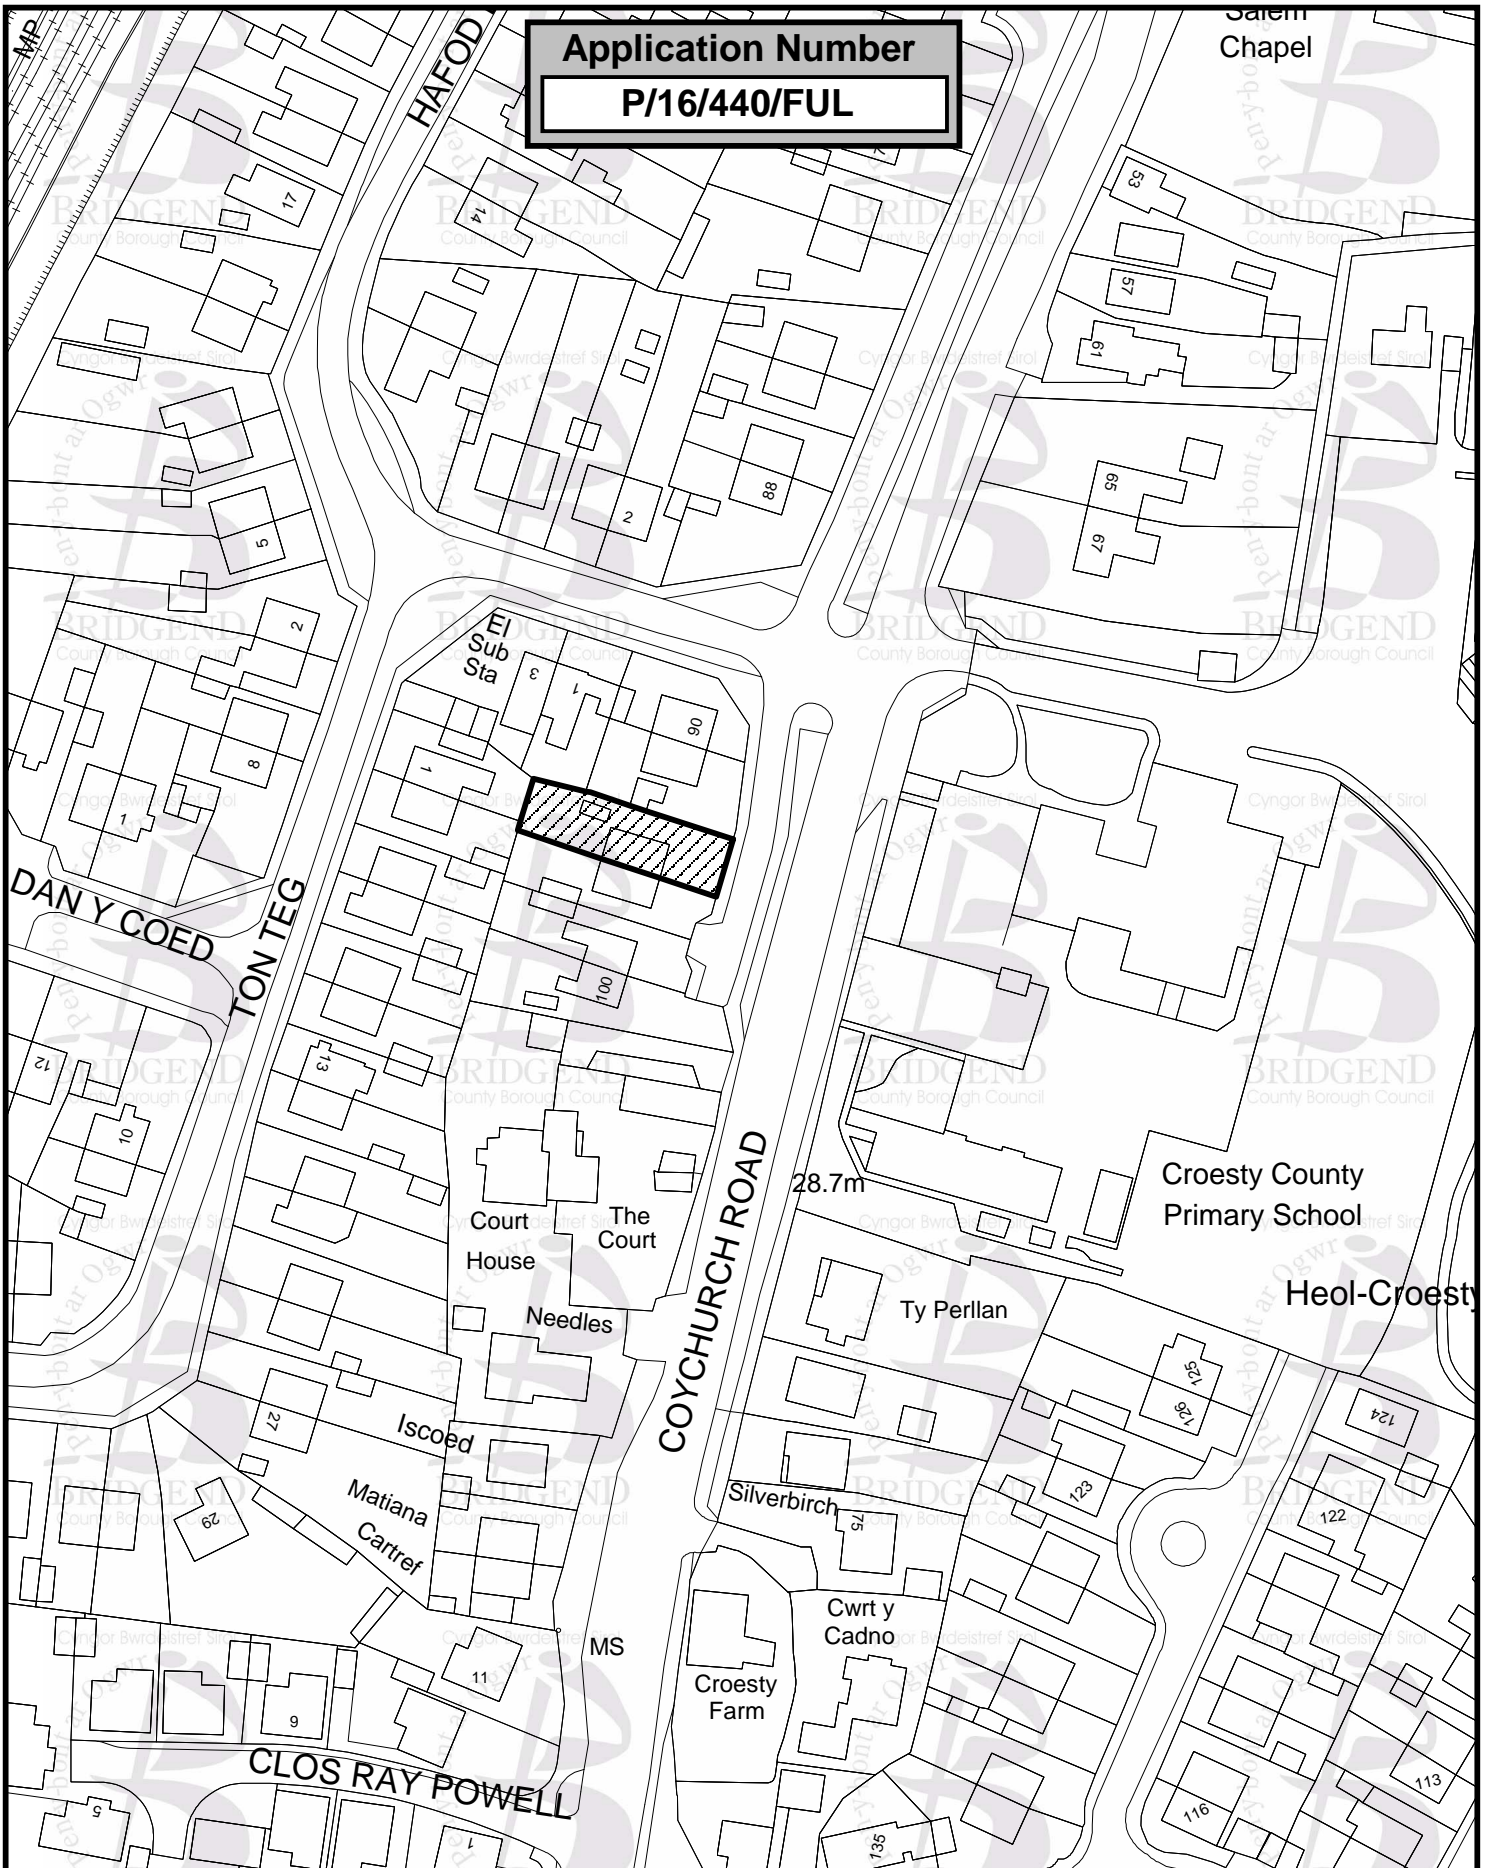 Application Number
P/16/440/FUL
MP
HAFOD
Salem
Chapel
17
14
53
57
61
65
67
88
2
5
2
8
1
El
Sub
Sta
3
1
90
1
DAN Y COED
TON TEG
100
13
12
10
Court
House
The
Court
28.7m
COYCHURCH ROAD
Croesty County
Primary School
Heol-Croesty
Needles
Ty Perllan
125
126
124
27
Iscoed
Matiana
Cartref
29
Silverbirch
75
123
122
Cwrt y
Cadno
MS
Croesty
Farm
11
9
CLOS RAY POWELL
5
1
135
116
113
Pen-y-bont ar Ogwr
BRIDGEND
County Borough Council
Cyngor Bwrdeistref Sirol